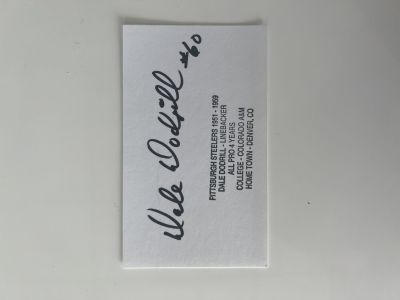 Dale Dodrill #60
PITTSBURGH STEELERS 1951 - 1959
DALE DODRILL - LINEBACKER
ALL PRO 4 YEARS
COLLEGE - COLORADO A&M
HOME TOWN - DENVER, CO